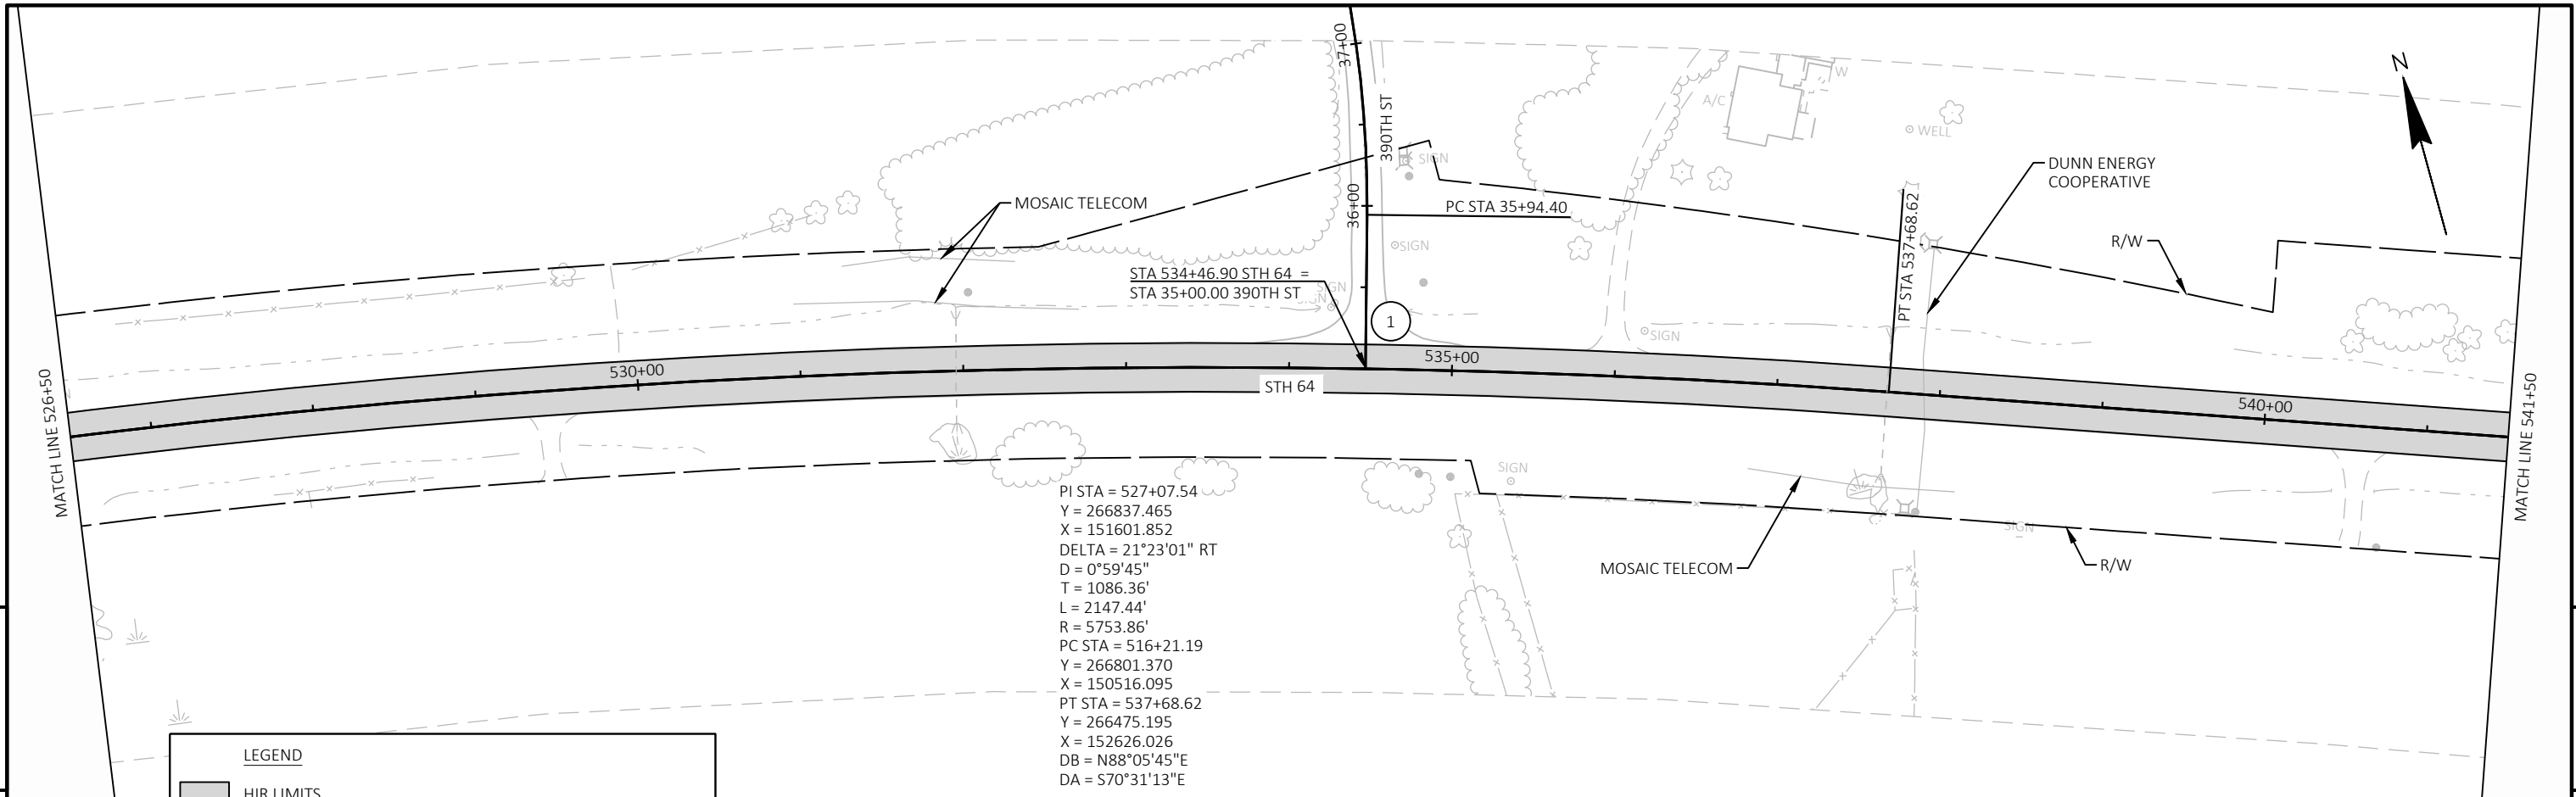 37+00
N
W
A/C
WELL
390TH ST
SIGN
DUNN ENERGY
COOPERATIVE
MOSAIC TELECOM
36+00
PC STA 35+94.40
PT STA 537+68.62
R/W
SIGN
STA 534+46.90 STH 64 =
STA 35+00.00 390TH ST
SIGN
SIGN
1
SIGN
530+00
535+00
STH 64
540+00
MATCH LINE 526+50
MATCH LINE 541+50
SIGN
PI STA = 527+07.54
Y = 266837.465
X = 151601.852
DELTA = 21°23'01" RT
D = 0°59'45"
T = 1086.36'
L = 2147.44'
R = 5753.86'
PC STA = 516+21.19
Y = 266801.370
X = 150516.095
PT STA = 537+68.62
Y = 266475.195
X = 152626.026
DB = N88°05'45"E
DA = S70°31'13"E
SIGN
MOSAIC TELECOM
R/W
LEGEND
HIR LIMITS